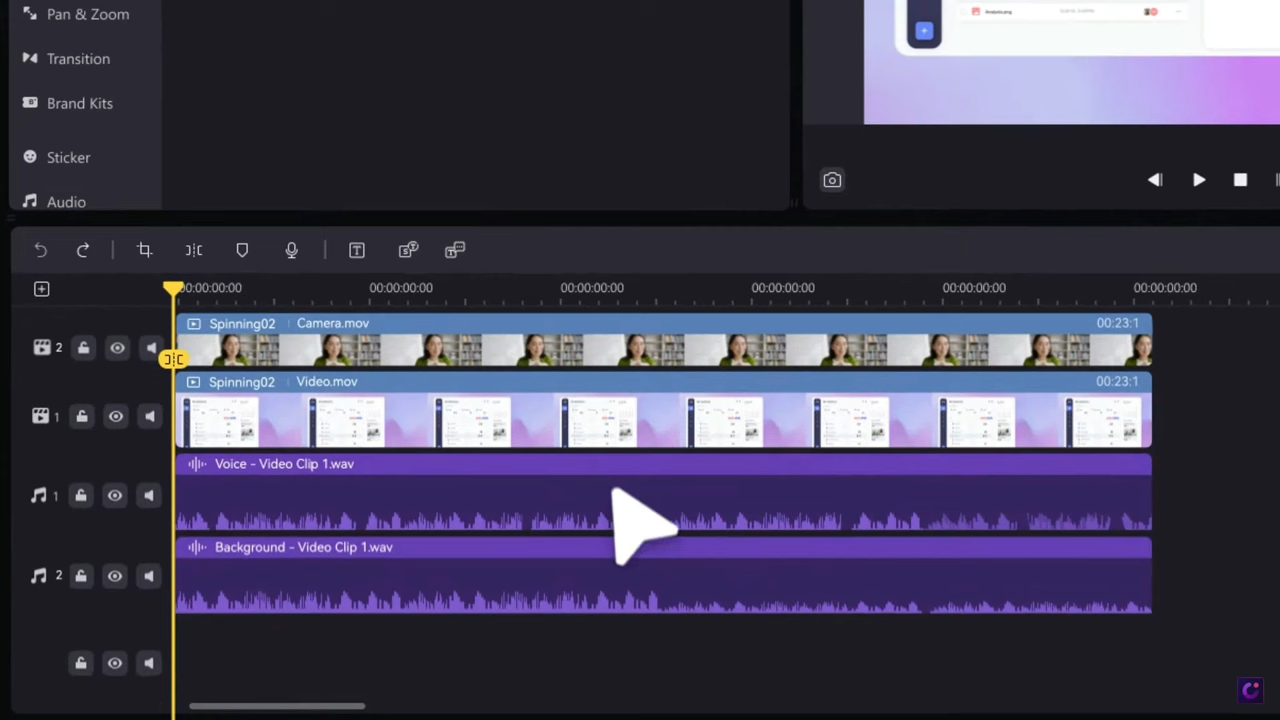 Pan & Zoom
Transition
Brand Kits
Sticker
Audio
00:00:00:00 00:00:00:00 00:00:00:00 00:00:00:00 00:00:00:00 00:00:00:00
2
Spinning02 Camera.mov 00:23:1
1
Spinning02 Video.mov 00:23:1
1
Voice - Video Clip 1.wav
2
Background - Video Clip 1.wav